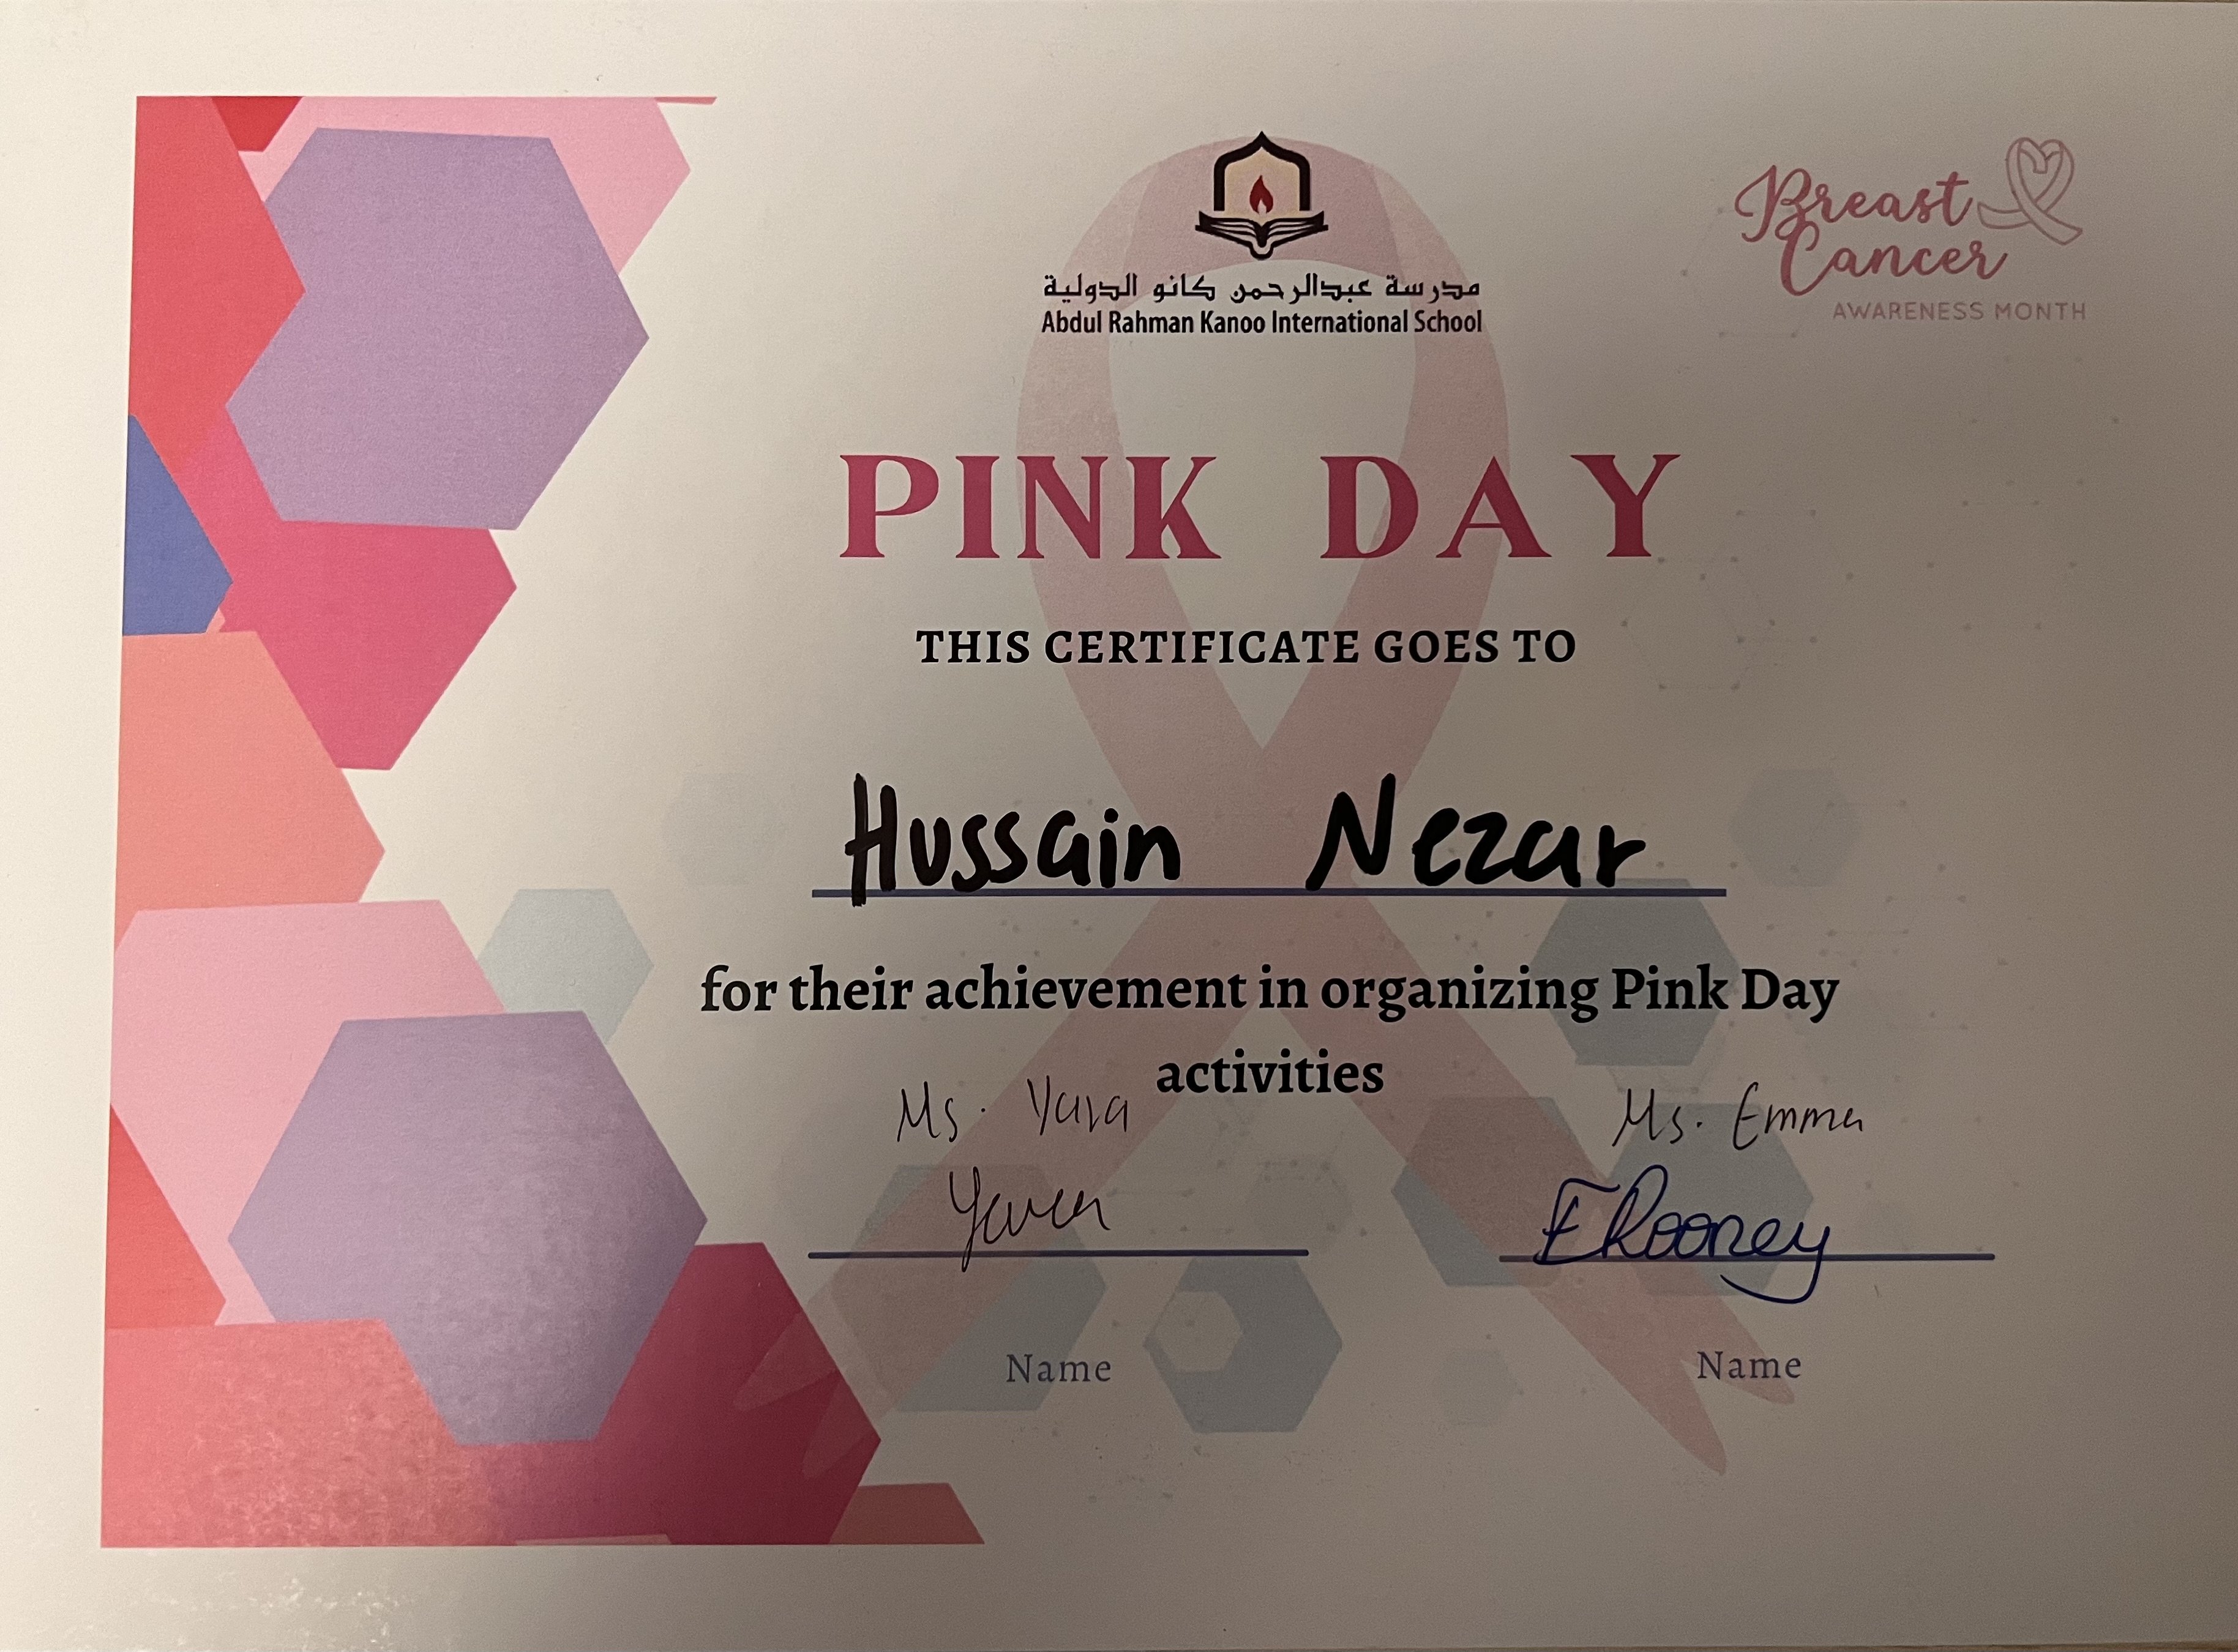 مدرسة عبدالرحمن كانو الدولية
Abdul Rahman Kanoo International School
Breast
Cancer
AWARENESS MONTH
PINK DAY
THIS CERTIFICATE GOES TO
Hussain Nezar
for their achievement in organizing Pink Day
activities
Ms. Yara
Yara
Name
Ms. Emma
ERooney
Name